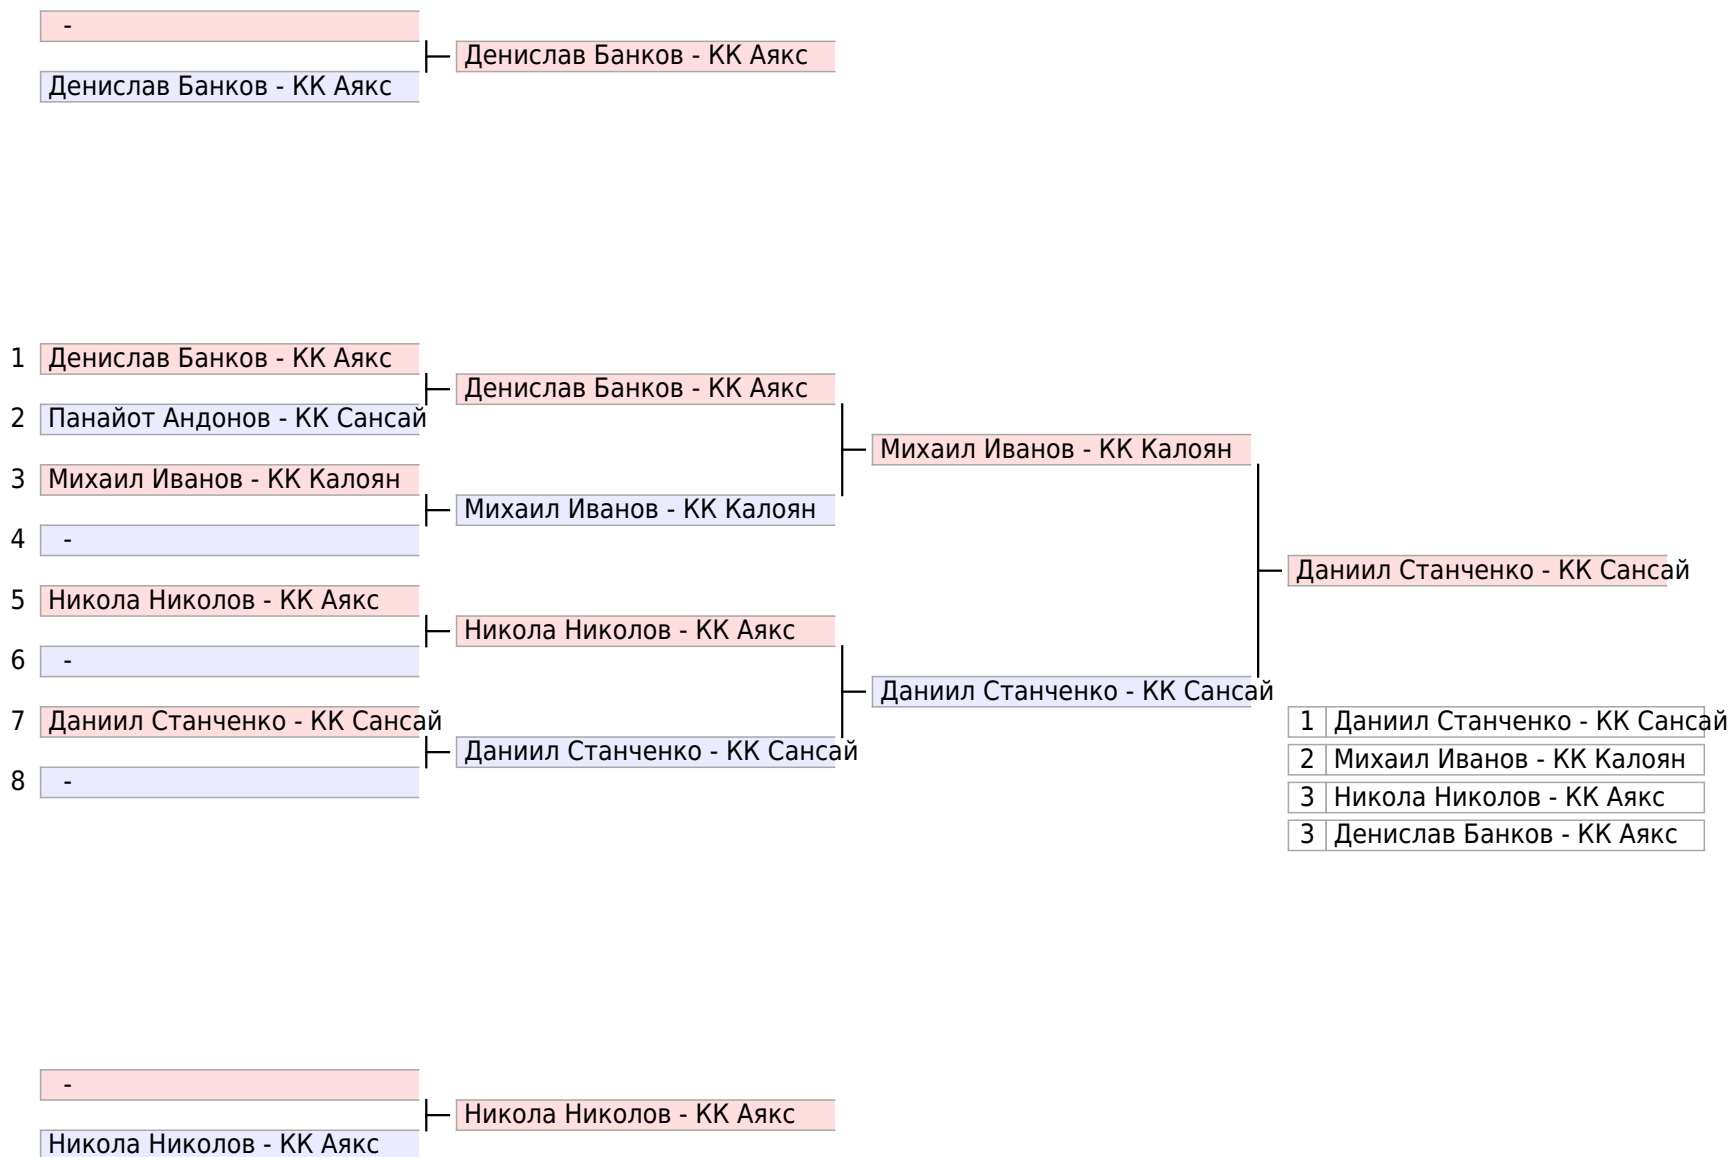 -
Денислав Банков - КК Аякс
Денислав Банков - КК Аякс
1 Денислав Банков - КК Аякс
Денислав Банков - КК Аякс
2 Панайот Андонов - КК Сансай
Михаил Иванов - КК Калоян
3 Михаил Иванов - КК Калоян
Михаил Иванов - КК Калоян
4 -
Даниил Станченко - КК Сансай
5 Никола Николов - КК Аякс
Никола Николов - КК Аякс
6 -
Даниил Станченко - КК Сансай
7 Даниил Станченко - КК Сансай
1 Даниил Станченко - КК Сансай
Даниил Станченко - КК Сансай
2 Михаил Иванов - КК Калоян
8 -
3 Никола Николов - КК Аякс
3 Денислав Банков - КК Аякс
-
Никола Николов - КК Аякс
Никола Николов - КК Аякс